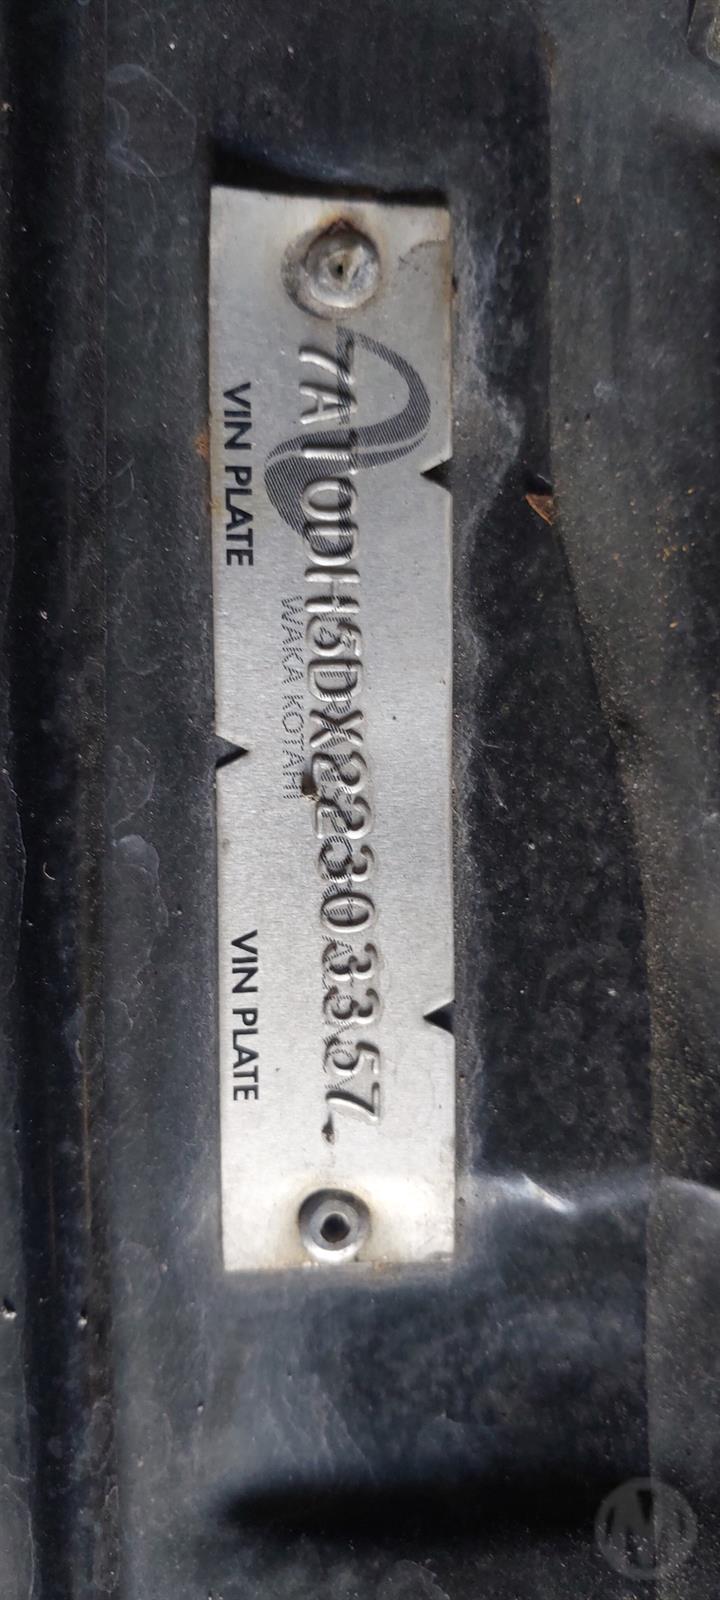 7AT0DH5DX22303357
VIN PLATE VIN PLATE
WAKA KOTAHI